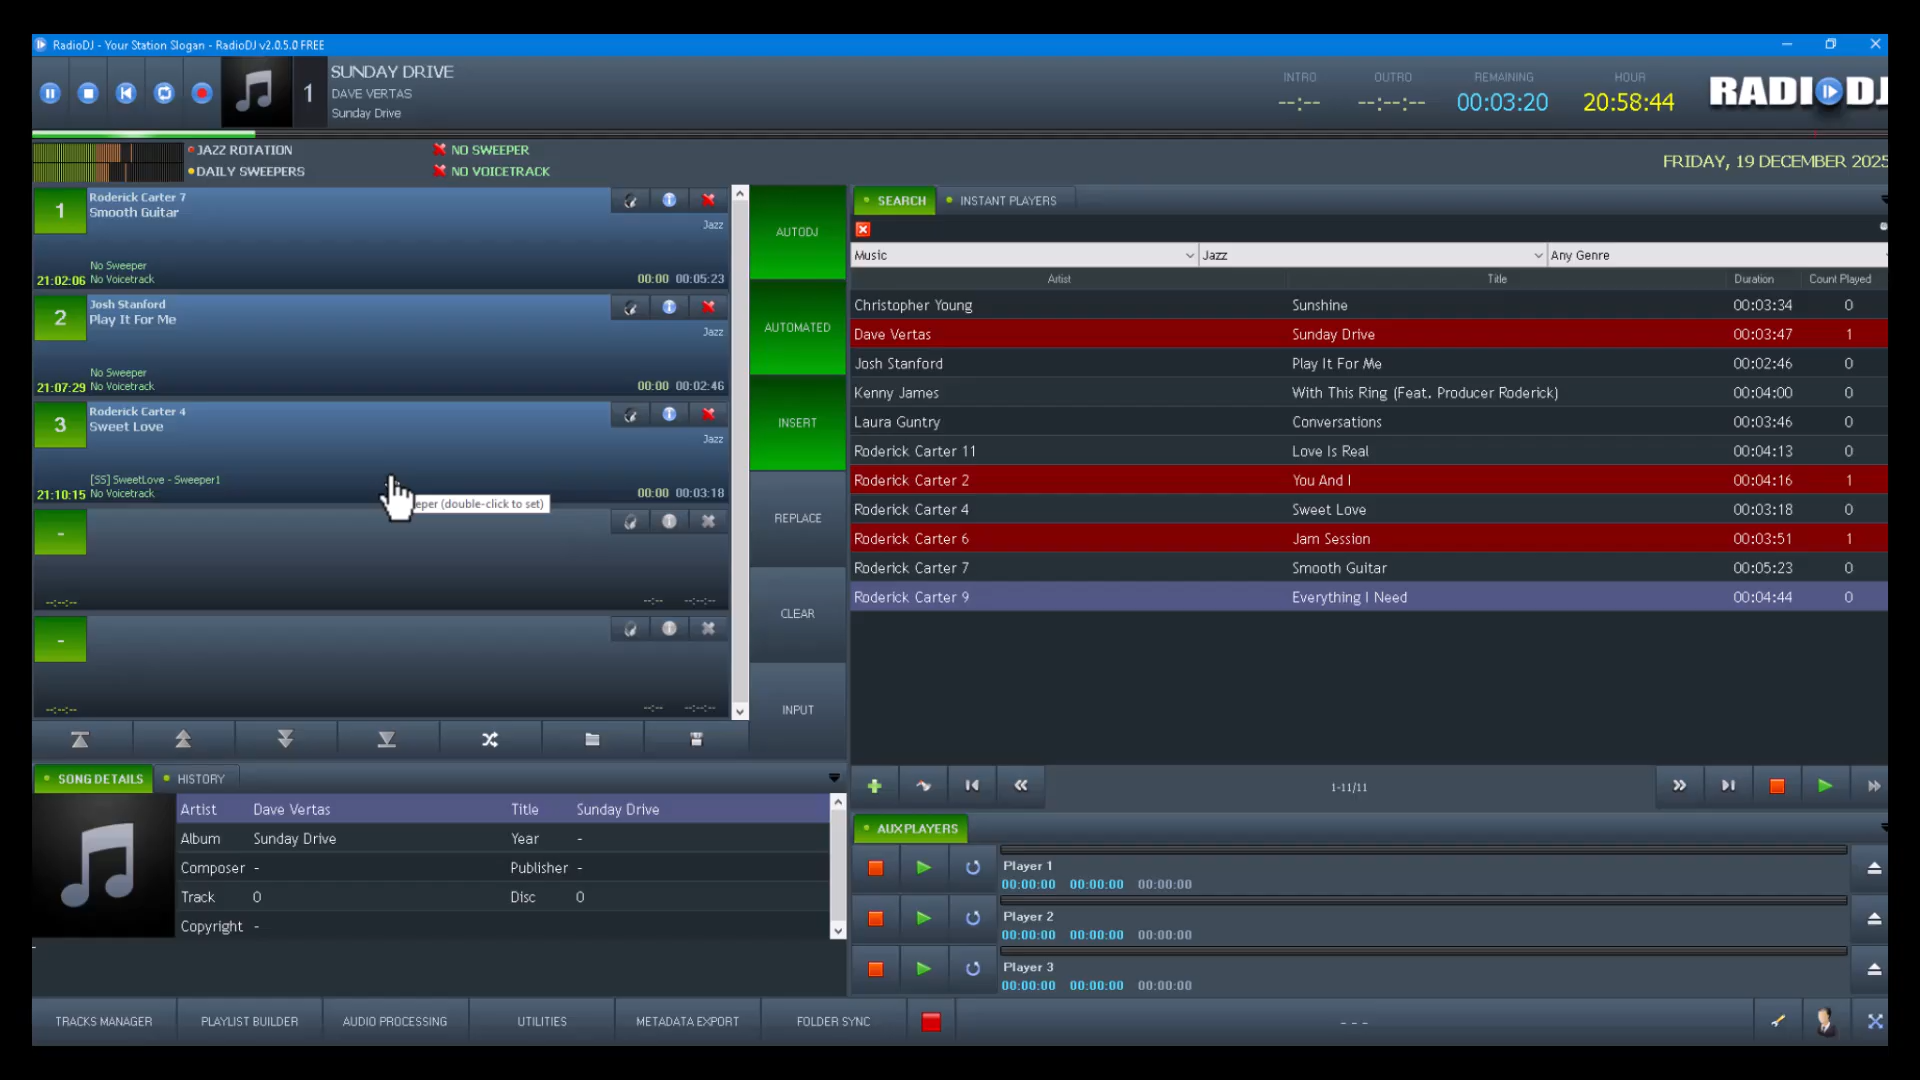 RadioDJ - Your Station Slogan - RadioDJ v2.0.5.0 FREE
1
SUNDAY DRIVE
DAVE VERTAS
Sunday Drive
INTRO
OUTRO
REMAINING
HOUR
--:--
--:--:--
00:03:20
20:58:44
RADIODJ
JAZZ ROTATION
NO SWEEPER
DAILY SWEEPERS
NO VOICETRACK
FRIDAY, 19 DECEMBER 2025
1
Roderick Carter 7
Smooth Guitar
Jazz
No Sweeper
21:02:06 No Voicetrack
00:00 00:05:23
2
Josh Stanford
Play It For Me
Jazz
No Sweeper
21:07:29 No Voicetrack
00:00 00:02:46
3
Roderick Carter 4
Sweet Love
Jazz
[SS] SweetLove - Sweeper1
21:10:15 No Voicetrack
00:00 00:03:18
eper (double-click to set)
-
--:--:--
--:-- --:--:--
-
--:--:--
--:-- --:--:--
AUTODJ
AUTOMATED
INSERT
REPLACE
CLEAR
INPUT
SEARCH
INSTANT PLAYERS
Music
Jazz
Any Genre
Artist Title Duration Count Played
Christopher Young Sunshine 00:03:34 0
Dave Vertas Sunday Drive 00:03:47 1
Josh Stanford Play It For Me 00:02:46 0
Kenny James With This Ring (Feat. Producer Roderick) 00:04:00 0
Laura Guntry Conversations 00:03:46 0
Roderick Carter 11 Love Is Real 00:04:13 0
Roderick Carter 2 You And I 00:04:16 1
Roderick Carter 4 Sweet Love 00:03:18 0
Roderick Carter 6 Jam Session 00:03:51 1
Roderick Carter 7 Smooth Guitar 00:05:23 0
Roderick Carter 9 Everything I Need 00:04:44 0
1-11/11
SONG DETAILS
HISTORY
Artist Dave Vertas Title Sunday Drive
Album Sunday Drive Year -
Composer - Publisher -
Track 0 Disc 0
Copyright -
-
AUX PLAYERS
Player 1
00:00:00 00:00:00 00:00:00
Player 2
00:00:00 00:00:00 00:00:00
Player 3
00:00:00 00:00:00 00:00:00
TRACKS MANAGER
PLAYLIST BUILDER
AUDIO PROCESSING
UTILITIES
METADATA EXPORT
FOLDER SYNC
- - -